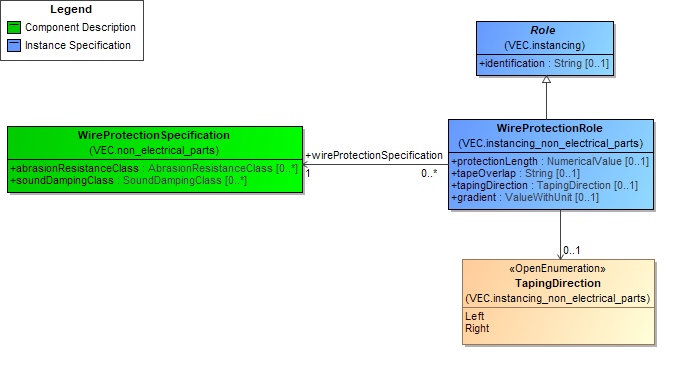 Legend
Component Description
Instance Specification
Role
(VEC.instancing)
+identification : String [0..1]
WireProtectionSpecification
(VEC.non_electrical_parts)
+abrasionResistanceClass : AbrasionResistanceClass [0..*]
+soundDampingClass : SoundDampingClass [0..*]
+wireProtectionSpecification
1
0..*
WireProtectionRole
(VEC.instancing_non_electrical_parts)
+protectionLength : NumericalValue [0..1]
+tapeOverlap : String [0..1]
+tapingDirection : TapingDirection [0..1]
+gradient : ValueWithUnit [0..1]
0..1
«OpenEnumeration»
TapingDirection
(VEC.instancing_non_electrical_parts)
Left
Right